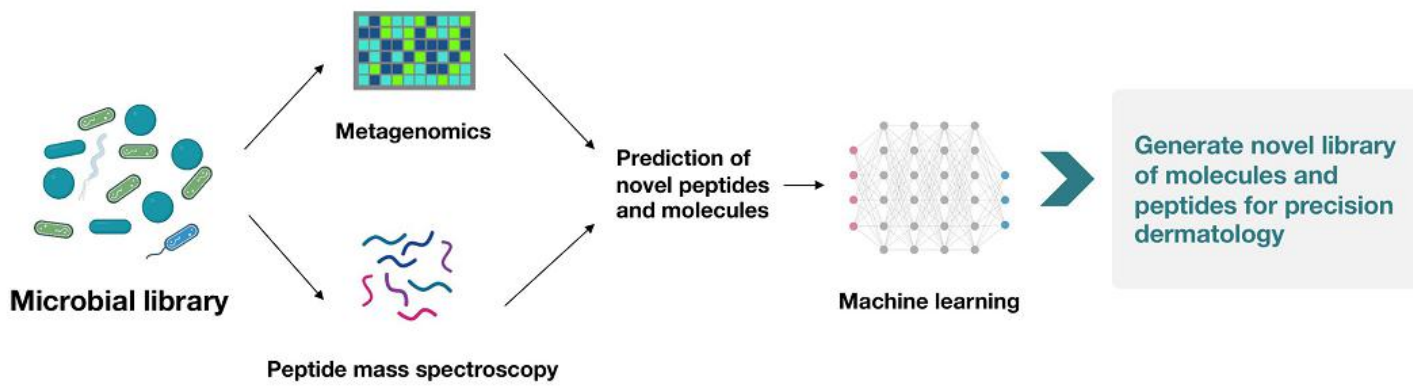 Microbial library
Metagenomics
Peptide mass spectroscopy
Prediction of
novel peptides
and molecules
Machine learning
Generate novel library
of molecules and
peptides for precision
dermatology